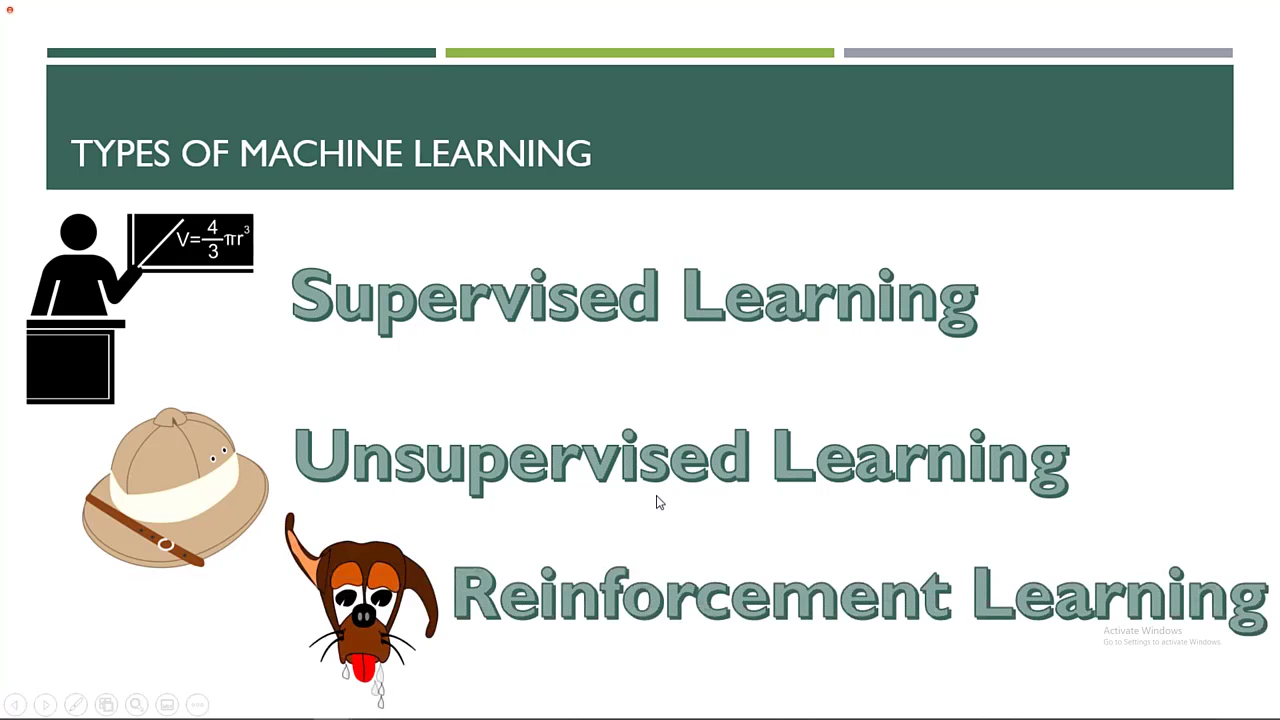 TYPES OF MACHINE LEARNING
V=4/3πr³
Supervised Learning
Unsupervised Learning
Reinforcement Learning
Activate Windows
Go to Settings to activate Windows.